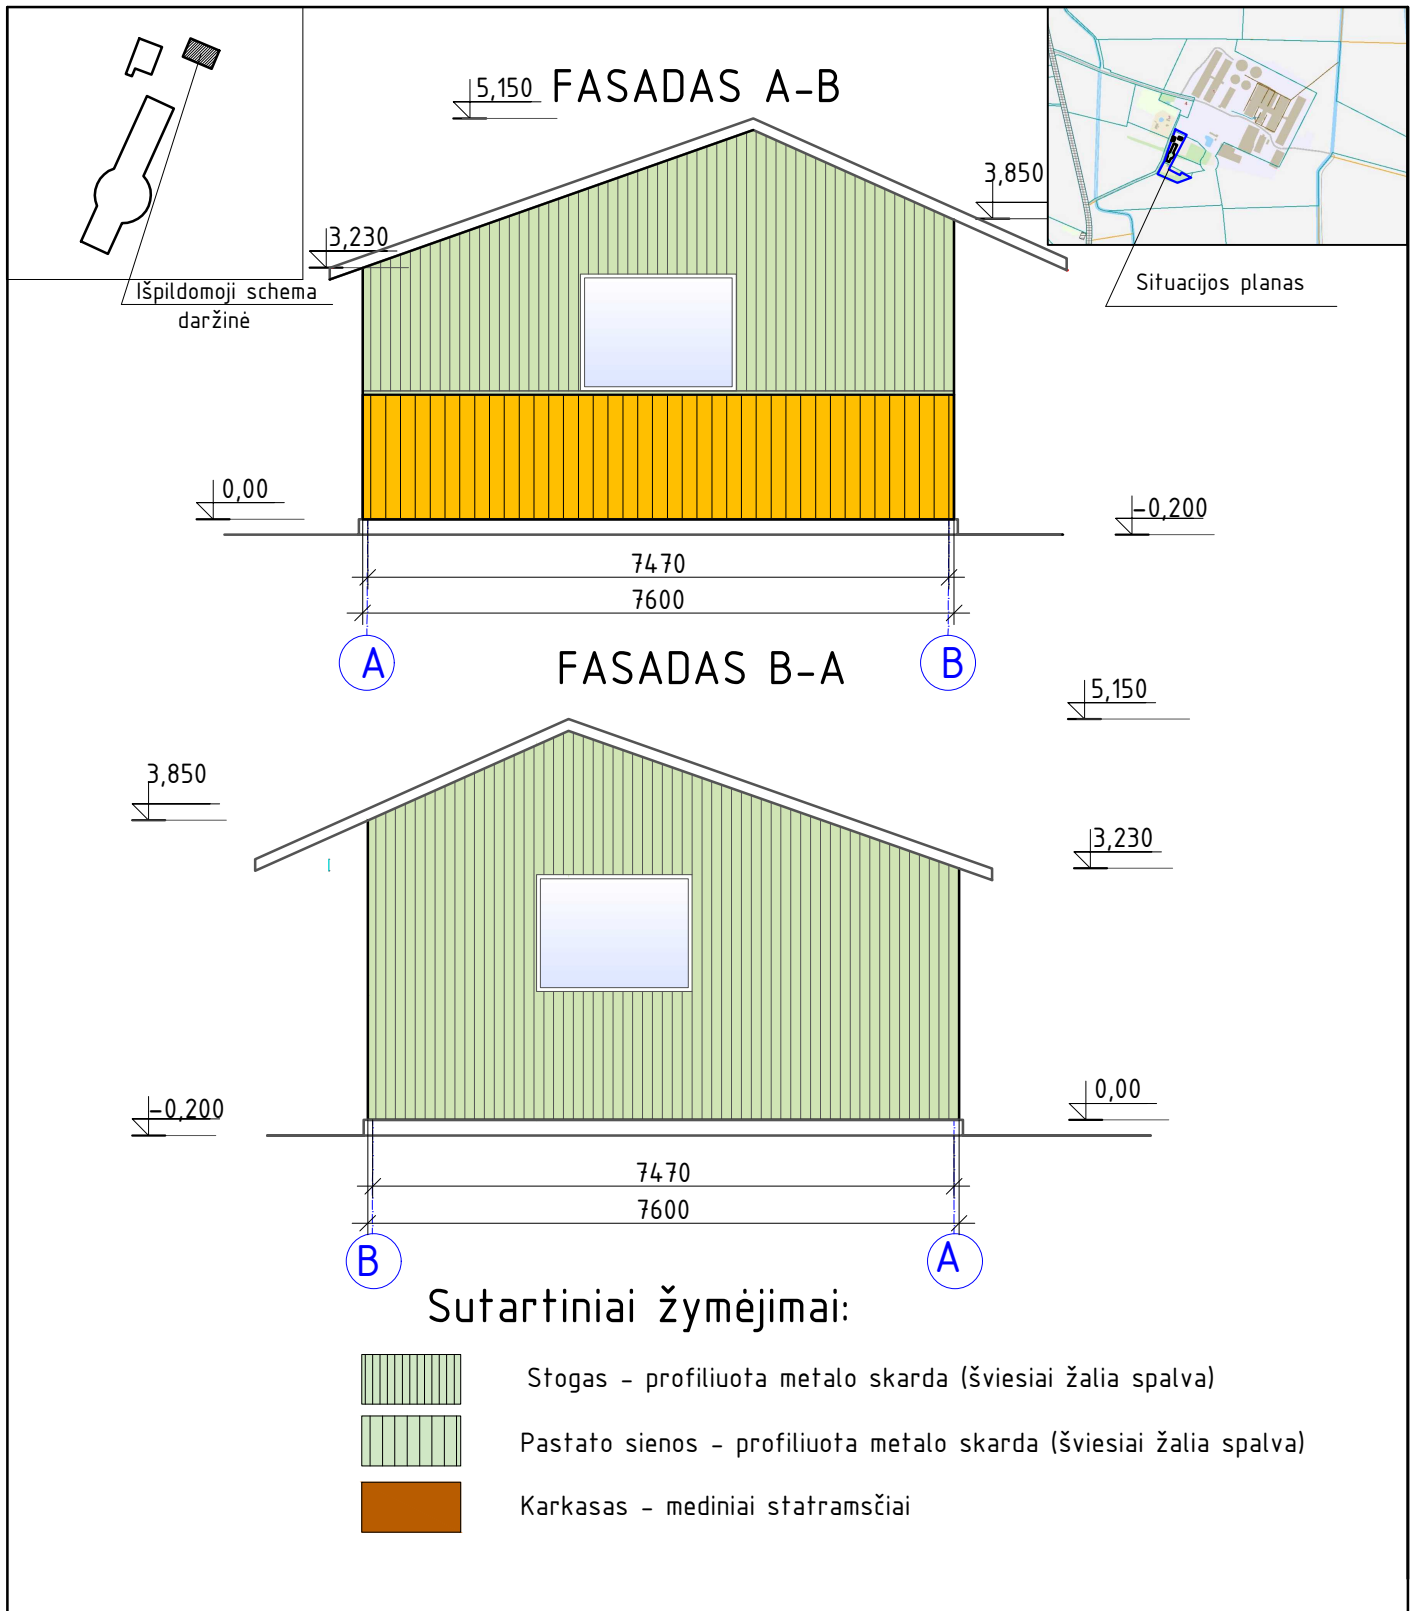 FASADAS A-B
5,150
3,850
3,230
Išpildomoji schema
daržinė
Situacijos planas
0,00
-0,200
7470
7600
A
B
FASADAS B-A
5,150
3,850
3,230
-0,200
0,00
7470
7600
B
A
Sutartiniai žymėjimai:
Stogas - profiliuota metalo skarda (šviesiai žalia spalva)
Pastato sienos - profiliuota metalo skarda (šviesiai žalia spalva)
Karkasas - mediniai statramsčiai